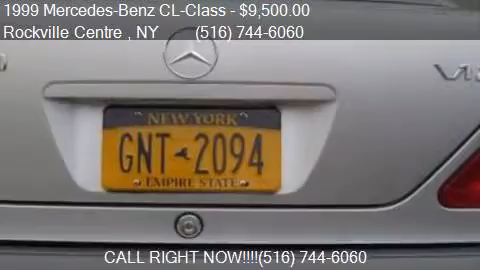 1999 Mercedes-Benz CL-Class - $9,500.00
Rockville Centre , NY (516) 744-6060
NEW YORK
GNT 2094
EMPIRE STATE
CALL RIGHT NOW!!!!(516) 744-6060